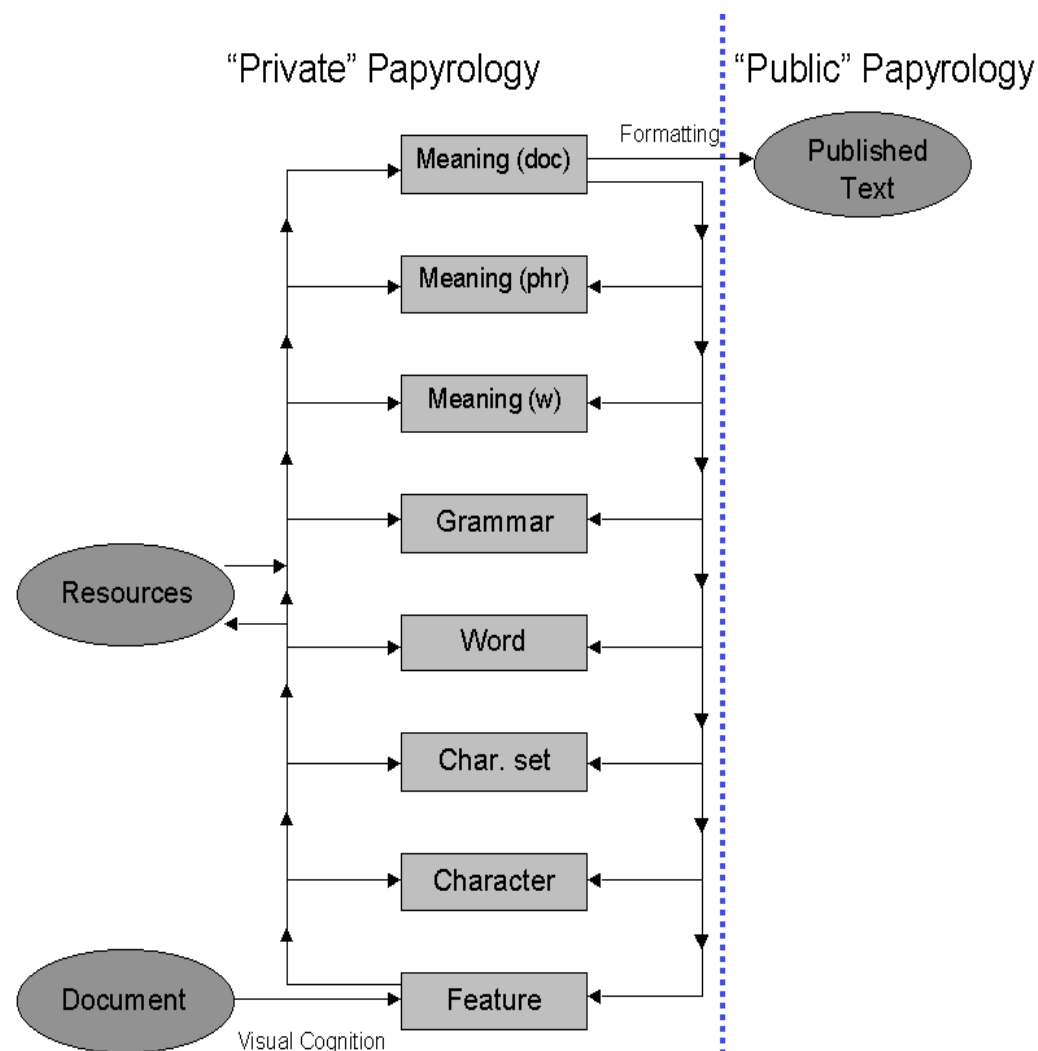 “Private” Papyrology
“Public” Papyrology
Formatting
Meaning (doc)
Published
Text
Meaning (phr)
Meaning (w)
Grammar
Resources
Word
Char. set
Character
Document
Feature
Visual Cognition